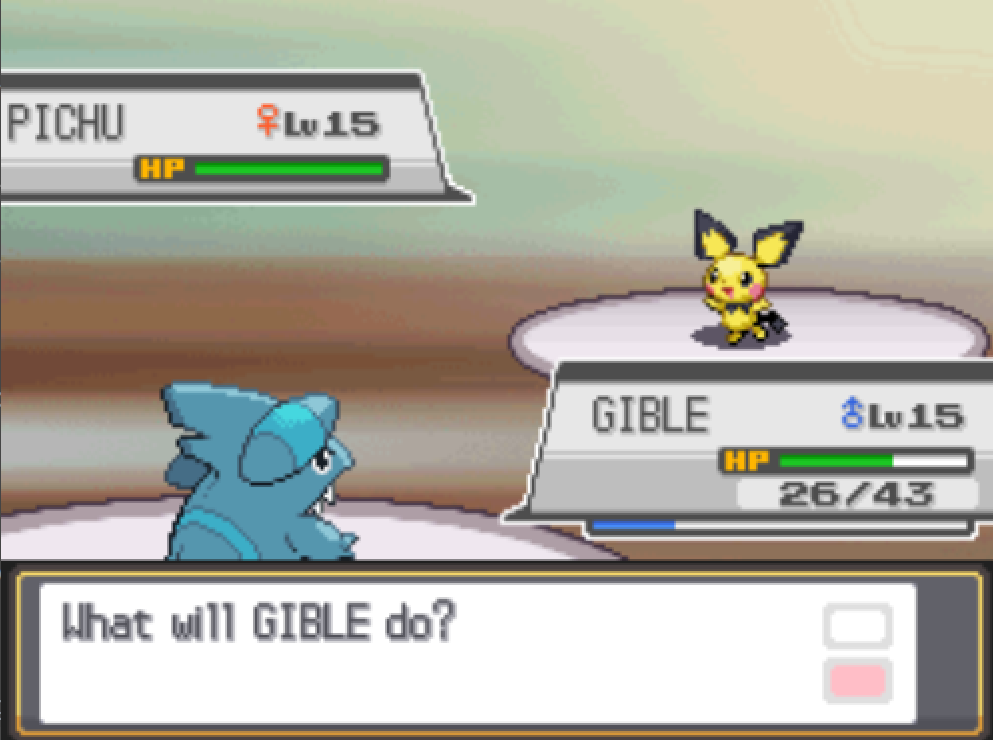 PICHU ♀Lv15
HP
GIBLE ♂Lv15
HP
26/43
What will GIBLE do?